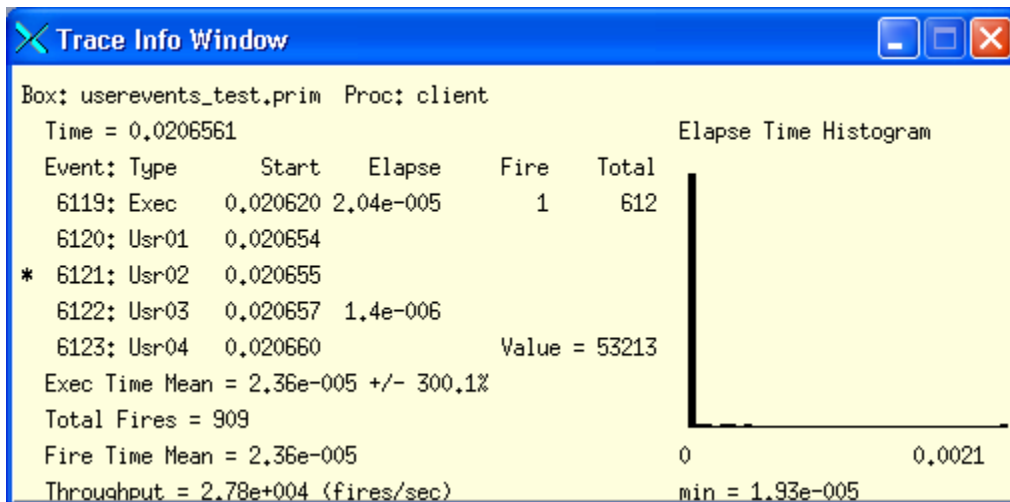 Trace Info Window
Box: userevents_test.prim Proc: client
Time = 0.0206561 Elapse Time Histogram
Event: Type Start Elapse Fire Total
6119: Exec 0.020620 2.04e-005 1 612
6120: Usr01 0.020654
* 6121: Usr02 0.020655
6122: Usr03 0.020657 1.4e-006
6123: Usr04 0.020660 Value = 53213
Exec Time Mean = 2.36e-005 +/- 300.1%
Total Fires = 909
Fire Time Mean = 2.36e-005 0 0.0021
Throughput = 2.78e+004 (fires/sec) min = 1.93e-005